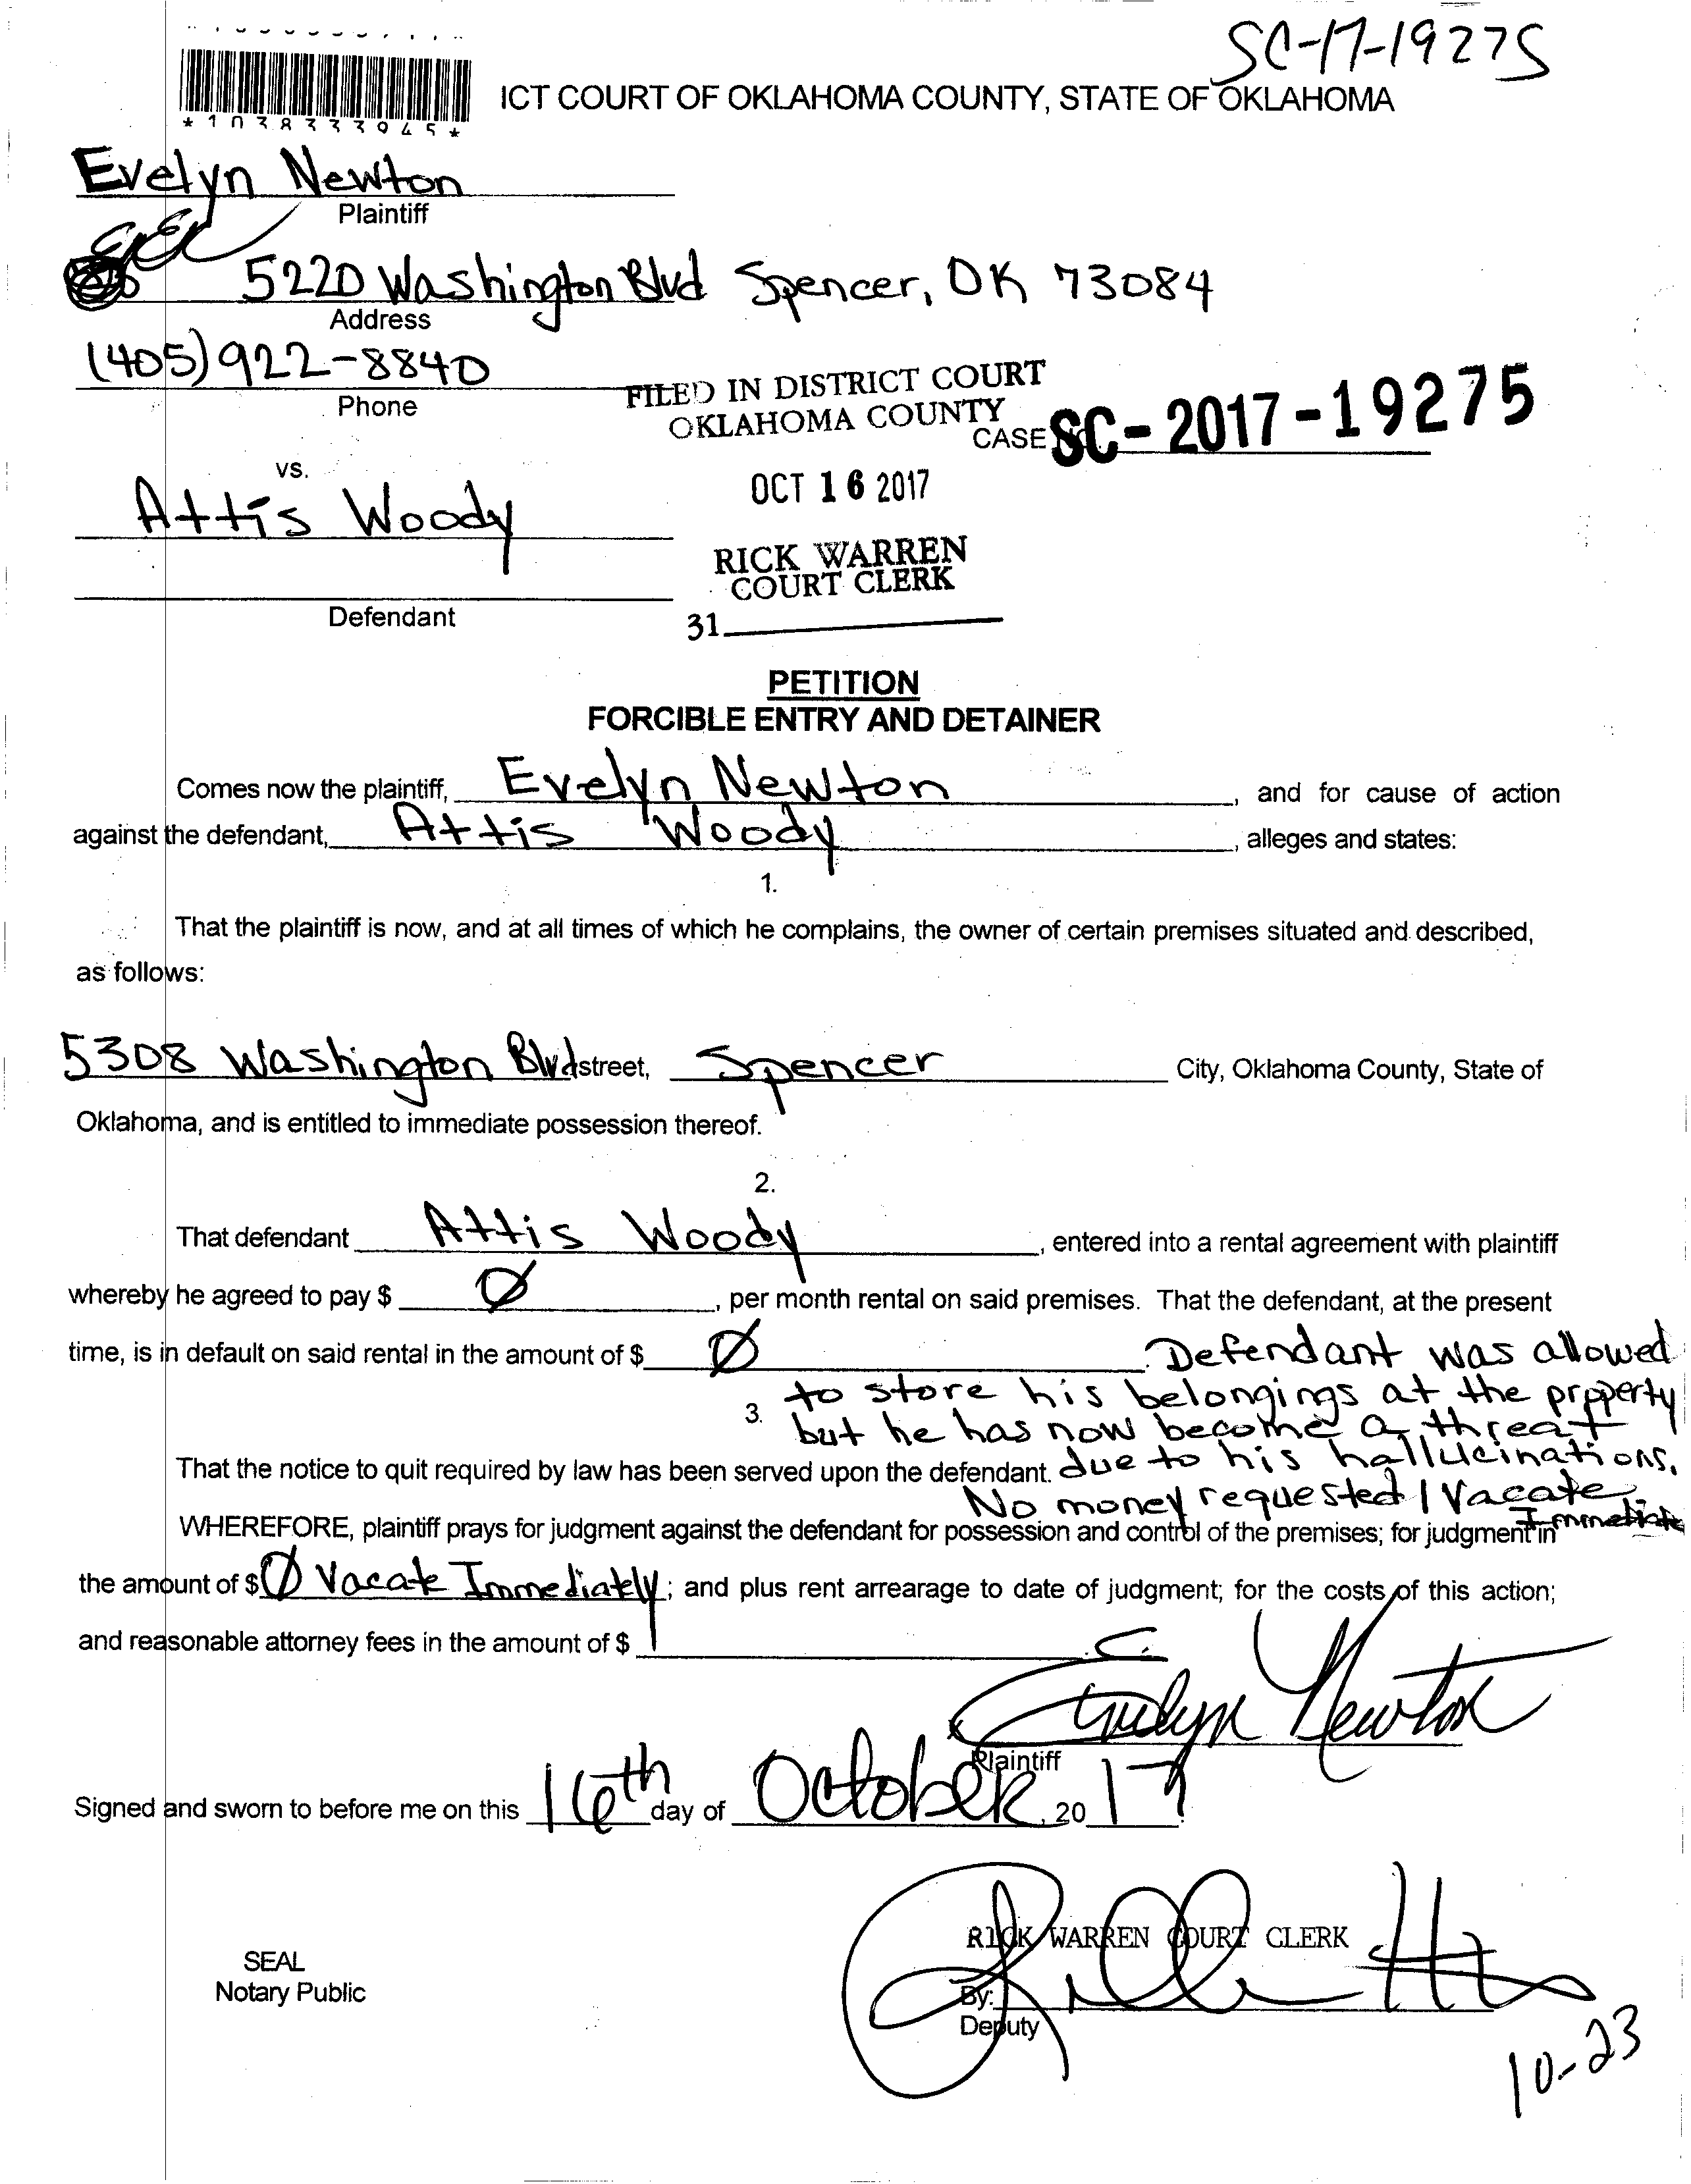 SC-17-19275
ICT COURT OF OKLAHOMA COUNTY, STATE OF OKLAHOMA
*1038333945*
Evelyn Newton
Plaintiff
5220 Washington Blvd Spencer, OK 73084
Address
(405) 922-8840
Phone
FILED IN DISTRICT COURT
OKLAHOMA COUNTY
CASE SC-2017-19275
vs.
OCT 16 2017
Attis Woody
RICK WARREN
COURT CLERK
Defendant
31
PETITION
FORCIBLE ENTRY AND DETAINER
Comes now the plaintiff, Evelyn Newton, and for cause of action
against the defendant, Attis Woody, alleges and states:
1.
That the plaintiff is now, and at all times of which he complains, the owner of certain premises situated and described,
as follows:
5308 Washington Blvd street, Spencer City, Oklahoma County, State of
Oklahoma, and is entitled to immediate possession thereof.
2.
That defendant Attis Woody, entered into a rental agreement with plaintiff
whereby he agreed to pay $ Ø, per month rental on said premises. That the defendant, at the present
time, is in default on said rental in the amount of $ Ø. Defendant was allowed
to store his belongings at the property
3.
but he has now become a threat
That the notice to quit required by law has been served upon the defendant. due to his hallucinations.
No money requested / Vacate
Immediate
WHEREFORE, plaintiff prays for judgment against the defendant for possession and control of the premises; for judgment in
the amount of $ Ø Vacate Immediately; and plus rent arrearage to date of judgment; for the costs of this action;
and reasonable attorney fees in the amount of $
x Evelyn Newton
Plaintiff
Signed and sworn to before me on this 16th day of October, 2017.
RICK WARREN COURT CLERK
SEAL
Notary Public
By:
Deputy
10-23